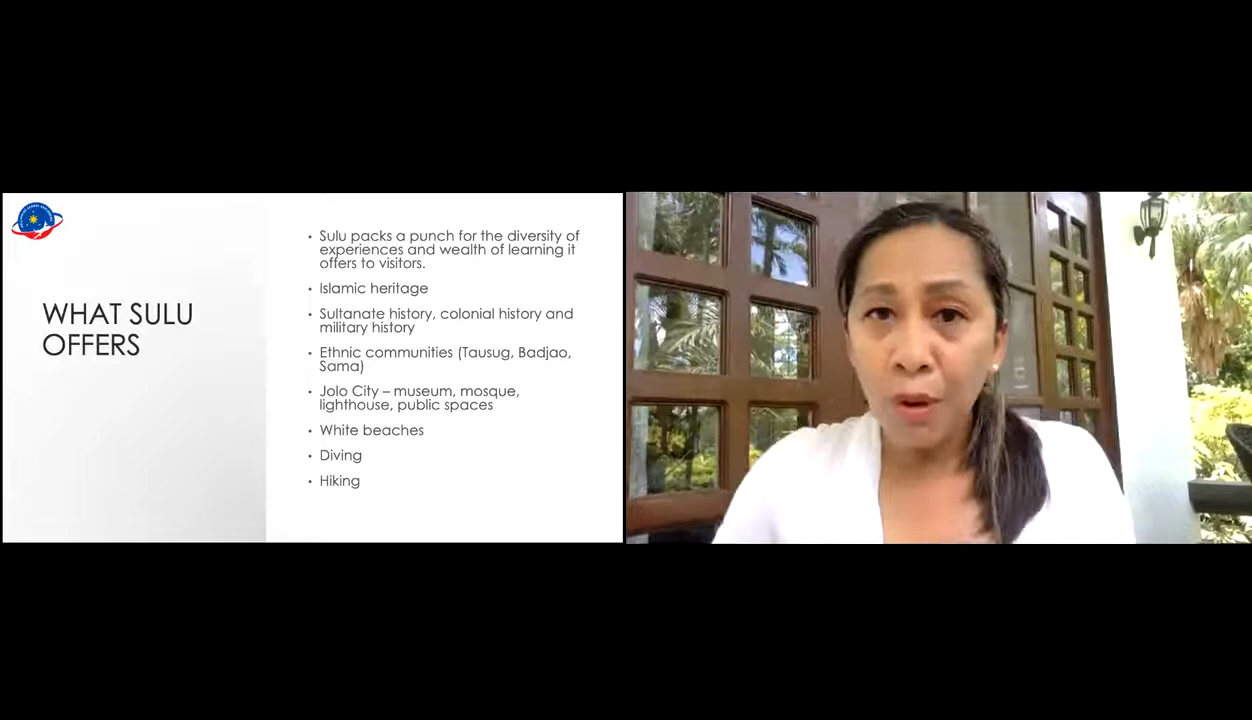 WHAT SULU
OFFERS
• Sulu packs a punch for the diversity of
experiences and wealth of learning it
offers to visitors.
• Islamic heritage
• Sultanate history, colonial history and
military history
• Ethnic communities (Tausug, Badjao,
Sama)
• Jolo City – museum, mosque,
lighthouse, public spaces
• White beaches
• Diving
• Hiking